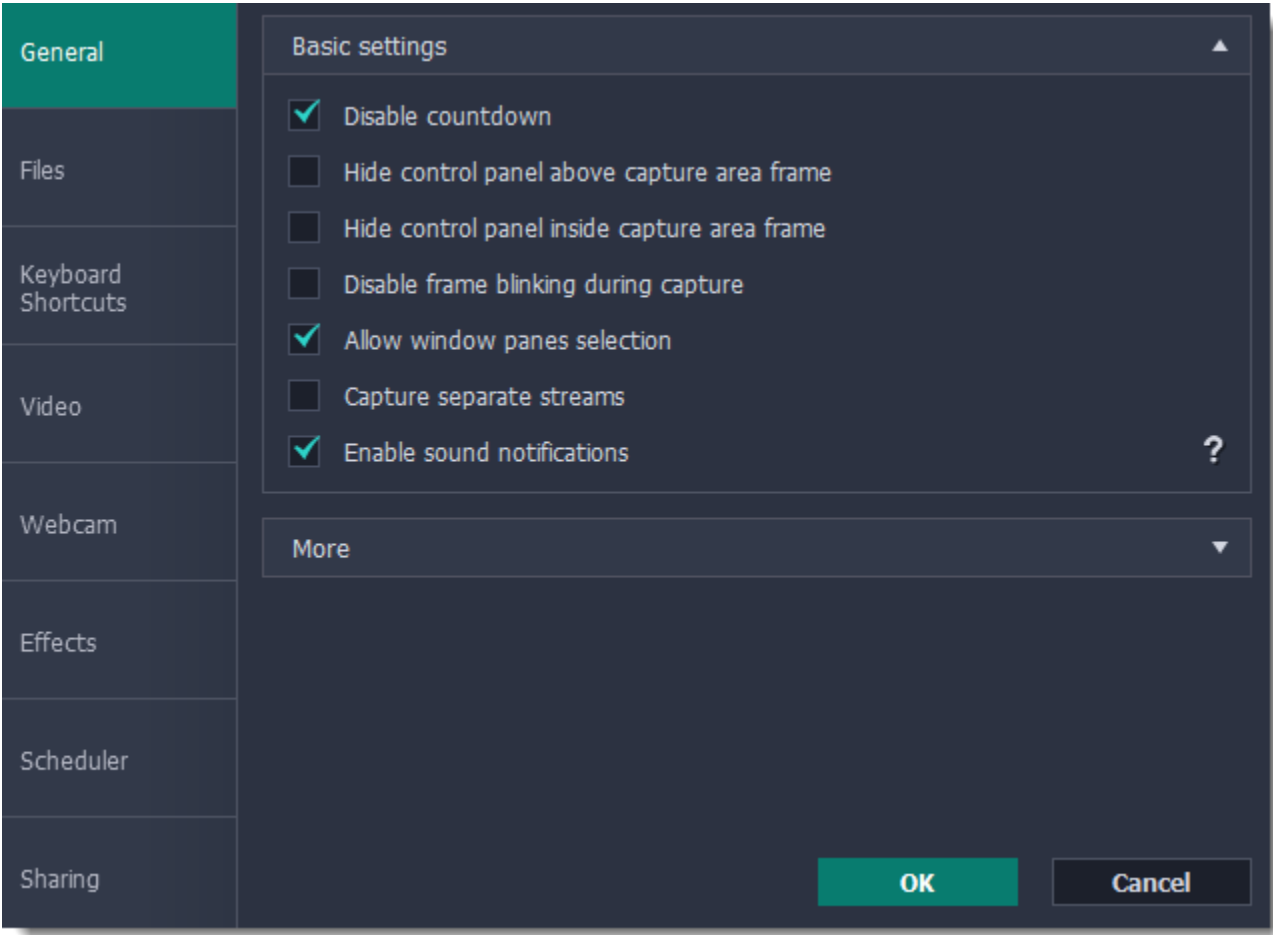 General
Files
Keyboard
Shortcuts
Video
Webcam
Effects
Scheduler
Sharing
Basic settings
Disable countdown
Hide control panel above capture area frame
Hide control panel inside capture area frame
Disable frame blinking during capture
Allow window panes selection
Capture separate streams
Enable sound notifications
?
More
OK
Cancel